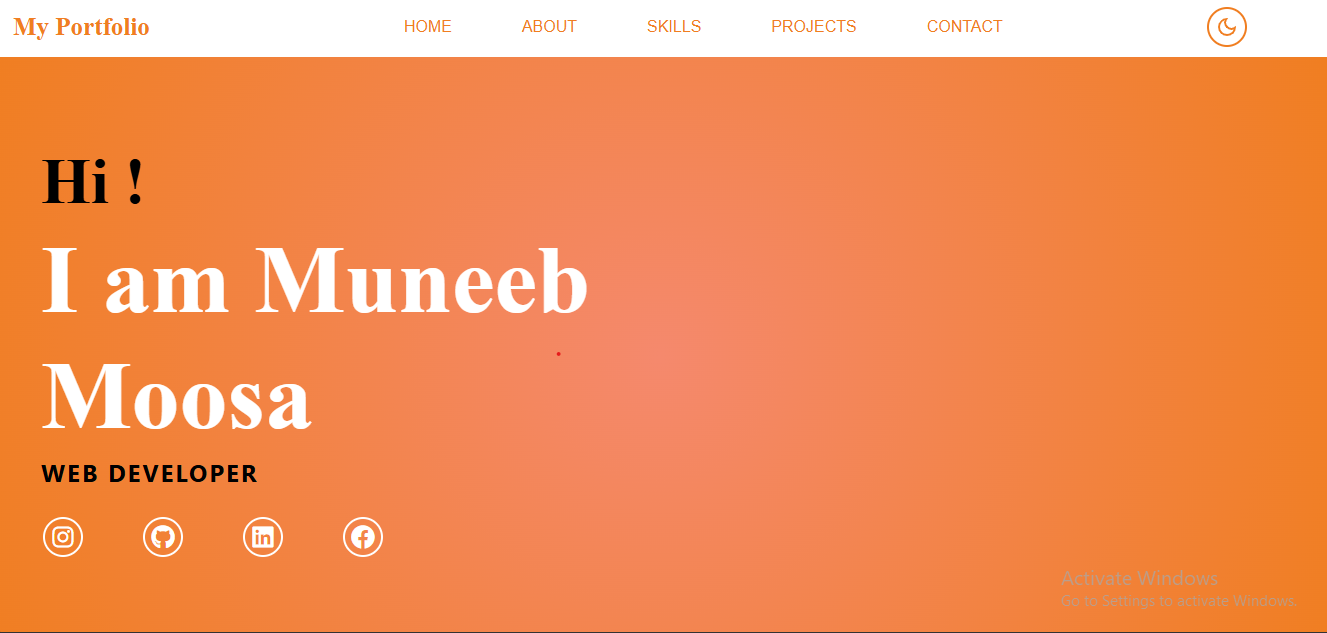 My Portfolio
HOME ABOUT SKILLS PROJECTS CONTACT
Hi !
I am Muneeb
Moosa
WEB DEVELOPER
Activate Windows
Go to Settings to activate Windows.